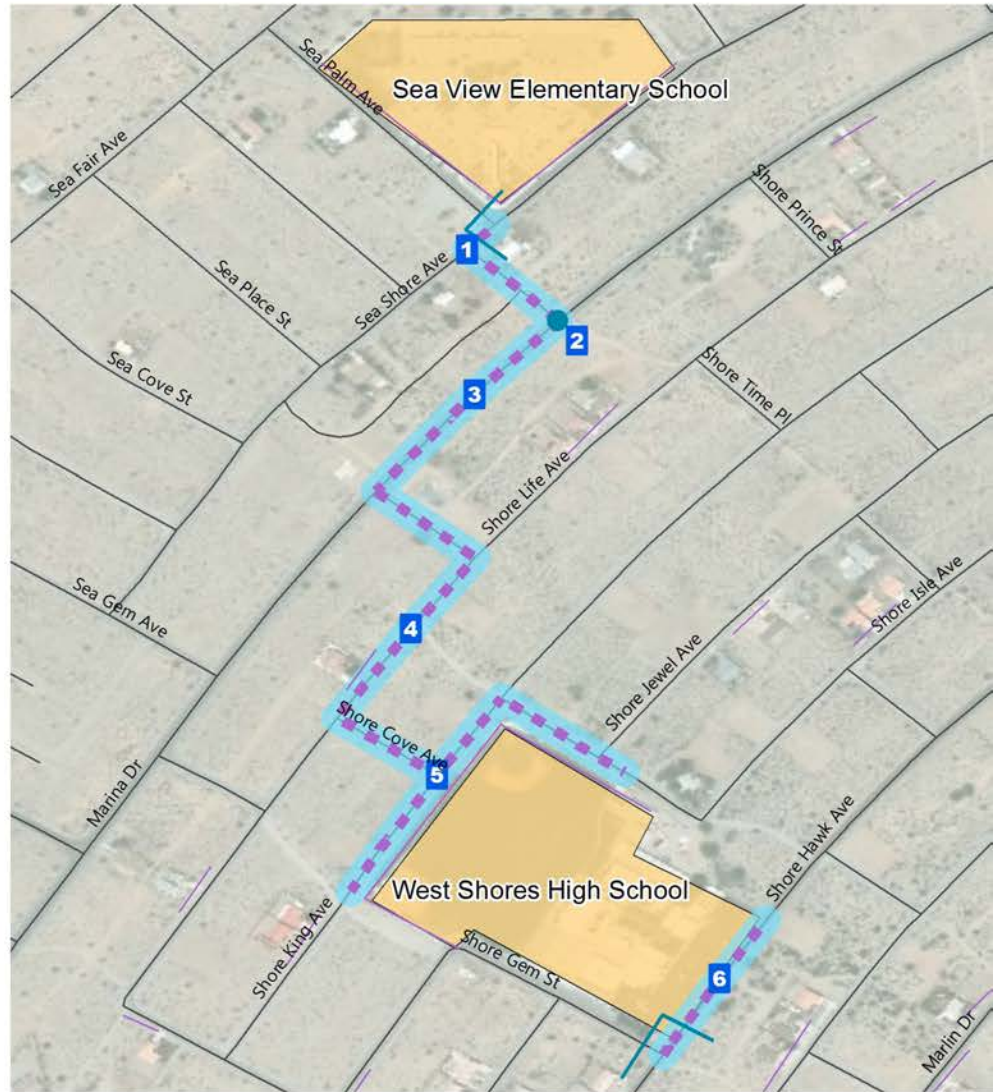 Sea Palm Ave
Sea View Elementary School
Sea Fair Ave
Shore Prince St
1
Sea Shore Ave
Sea Place St
2
Sea Cove St
3
Shore Time Pl
Shore Life Ave
Sea Gem Ave
4
Shore Isle Ave
Shore Jewel Ave
Shore Cove Ave
5
Marina Dr
Shore Hawk Ave
West Shores High School
Shore King Ave
Shore Gem St
6
Marlin Dr